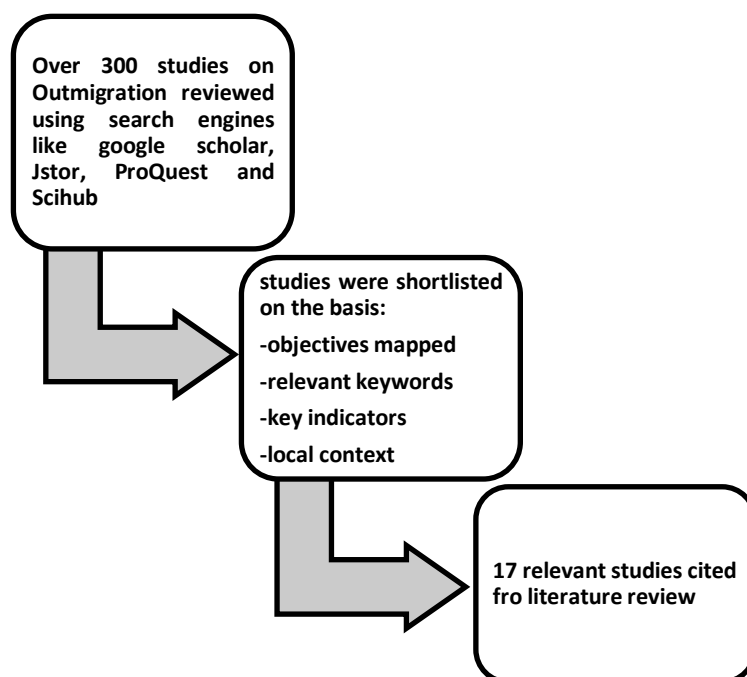 Over 300 studies on
Outmigration reviewed
using search engines
like google scholar,
Jstor, ProQuest and
Scihub
studies were shortlisted
on the basis:
-objectives mapped
-relevant keywords
-key indicators
-local context
17 relevant studies cited
fro literature review